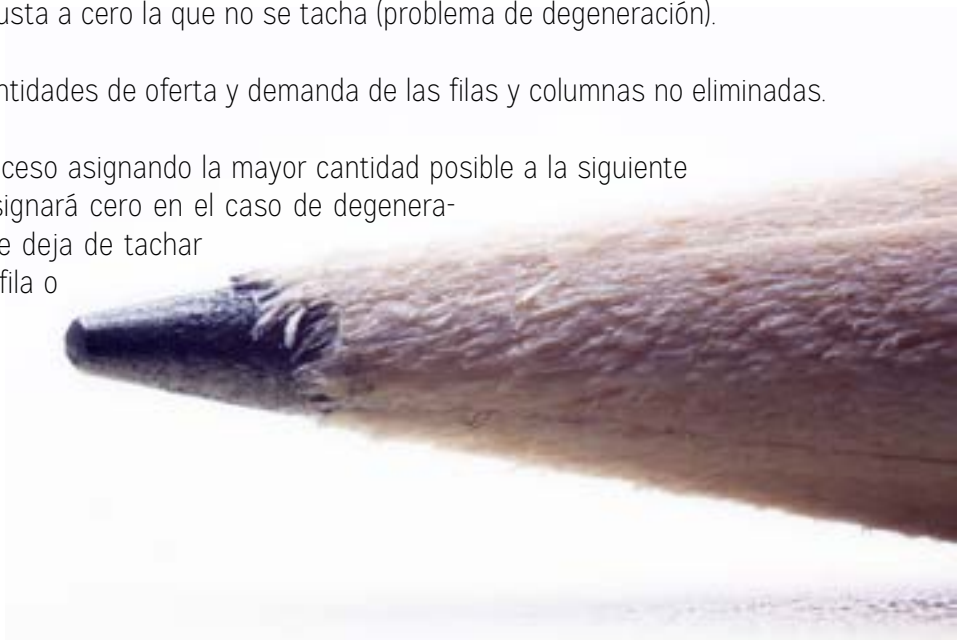 usta a cero la que no se tacha (problema de degeneración).
ntidades de oferta y demanda de las filas y columnas no eliminadas.
ceso asignando la mayor cantidad posible a la siguiente
signará cero en el caso de degenera-
e deja de tachar
fila o